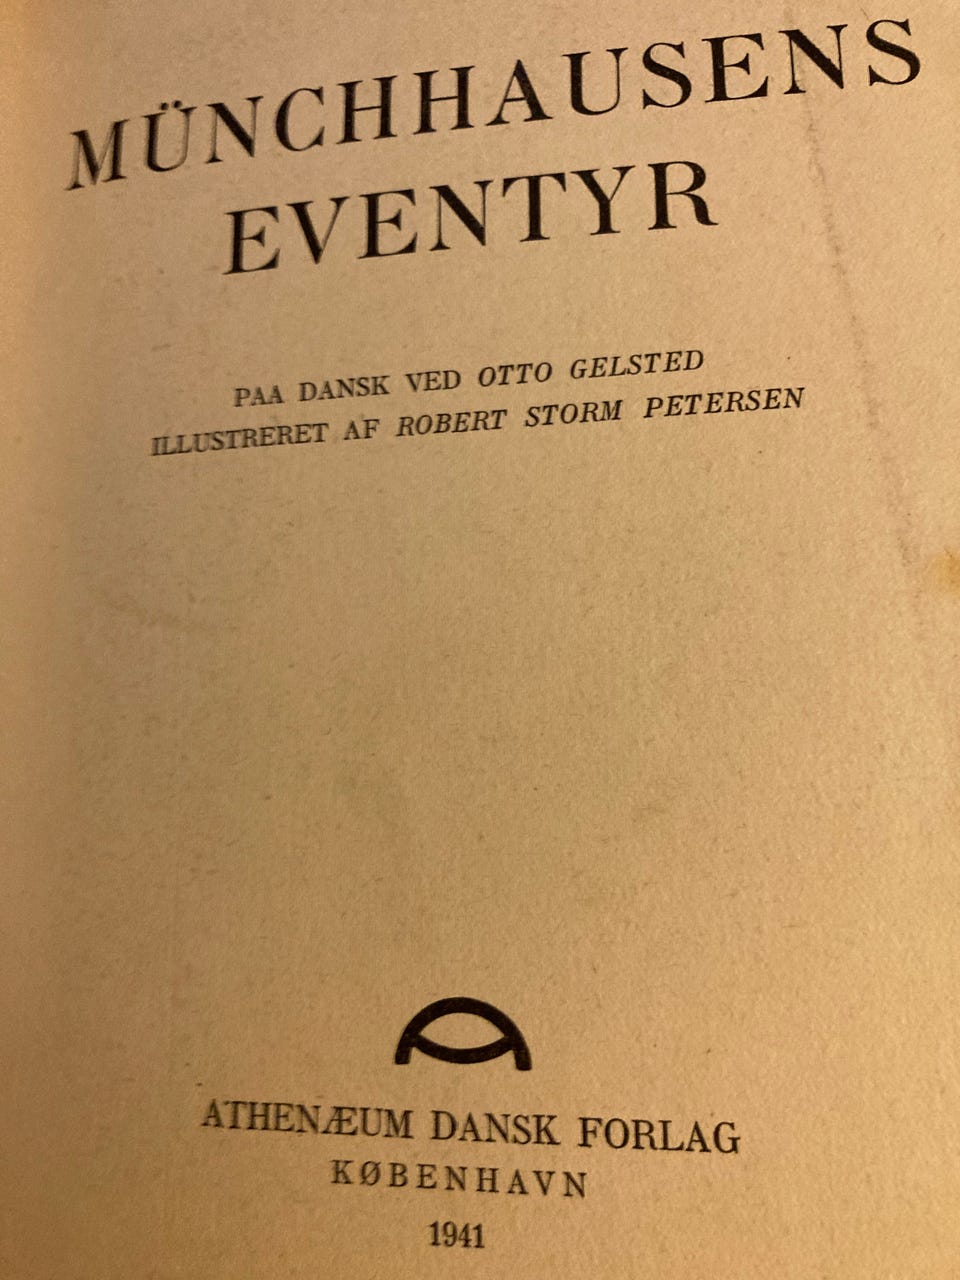 MÜNCHHAUSENS
EVENTYR
PAA DANSK VED OTTO GELSTED
ILLUSTRERET AF ROBERT STORM PETERSEN
ATHENÆUM DANSK FORLAG
KØBENHAVN
1941